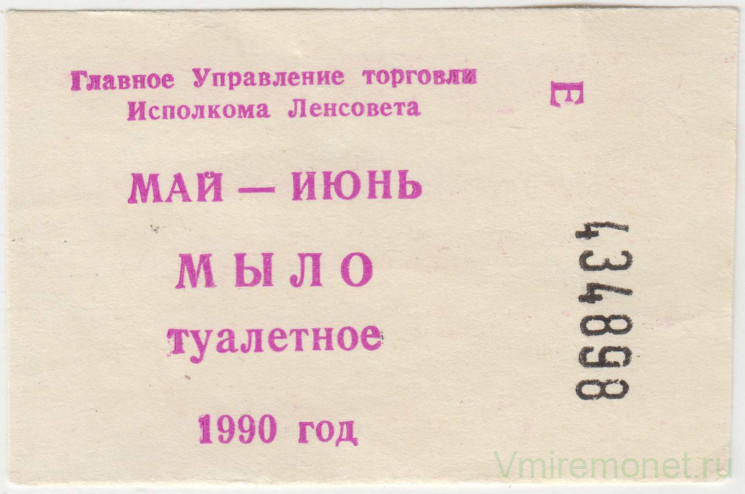 Главное Управление торговли
Исполкома Ленсовета
МАЙ — ИЮНЬ
МЫЛО
туалетное
1990 год
Е
434898
Vmiremonet.ru